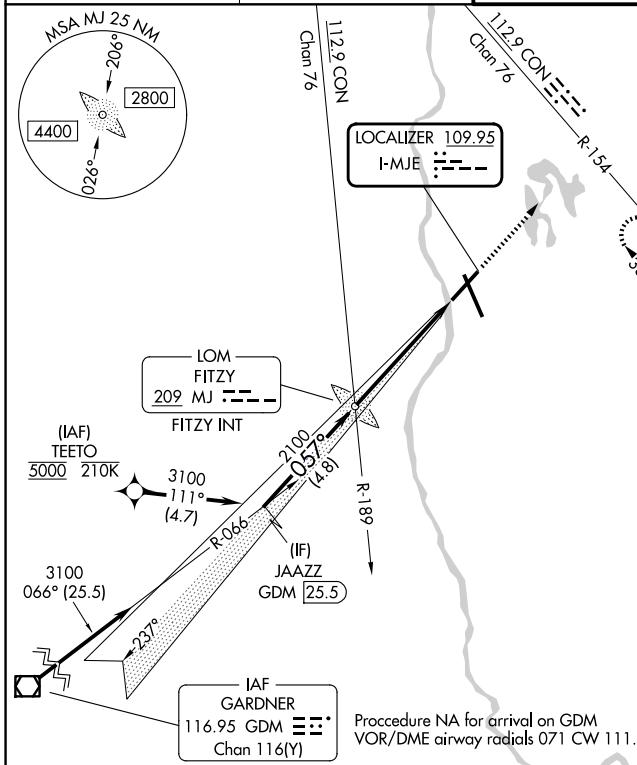 MSA MJ 25 NM
206°
2800
4400
026°
112.9 CON
Chan 76
112.9 CON
Chan 76
R-154
LOCALIZER 109.95
I-MJE
LOM
FITZY
209 MJ
FITZY INT
(IAF)
TEETO
5000 210K
3100
111°
(4.7)
2100
057°
(4.8)
R-066
R-189
(IF)
JAAZZ
GDM 25.5
3100
066° (25.5)
237°
IAF
GARDNER
116.95 GDM
Chan 116(Y)
Proccedure NA for arrival on GDM
VOR/DME airway radials 071 CW 111.